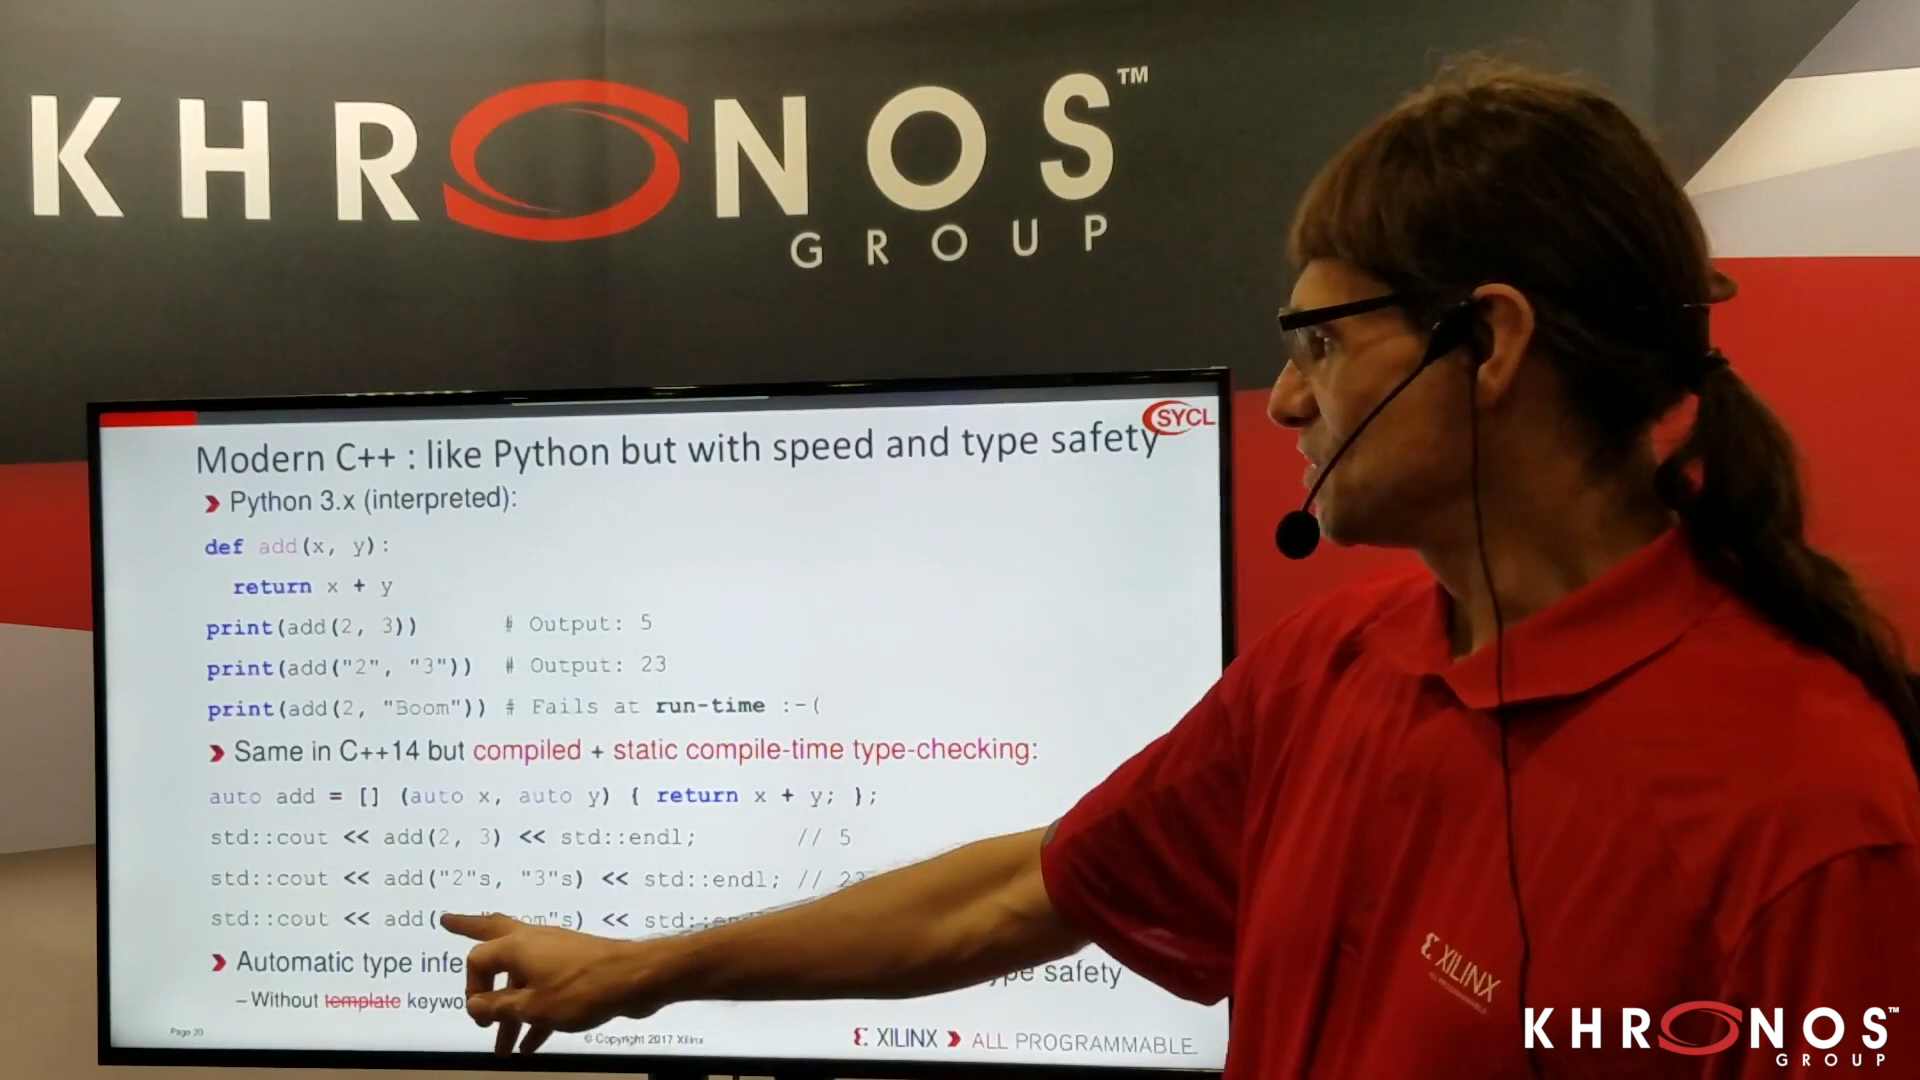 KHRONOS™
GROUP
SYCL
Modern C++ : like Python but with speed and type safety
Python 3.x (interpreted):
def add(x, y):
return x + y
print(add(2, 3)) # Output: 5
print(add("2", "3")) # Output: 23
print(add(2, "Boom")) # Fails at run-time :-(
Same in C++14 but compiled + static compile-time type-checking:
auto add = [] (auto x, auto y) { return x + y; };
std::cout << add(2, 3) << std::endl; // 5
std::cout << add("2"s, "3"s) << std::endl; // 23
std::cout << add(
Automatic type
safety
– Without template
Page 20
© Copyright 2017 Xilinx
XILINX ALL PROGRAMMABLE
XILINX
KHRONOS™
GROUP